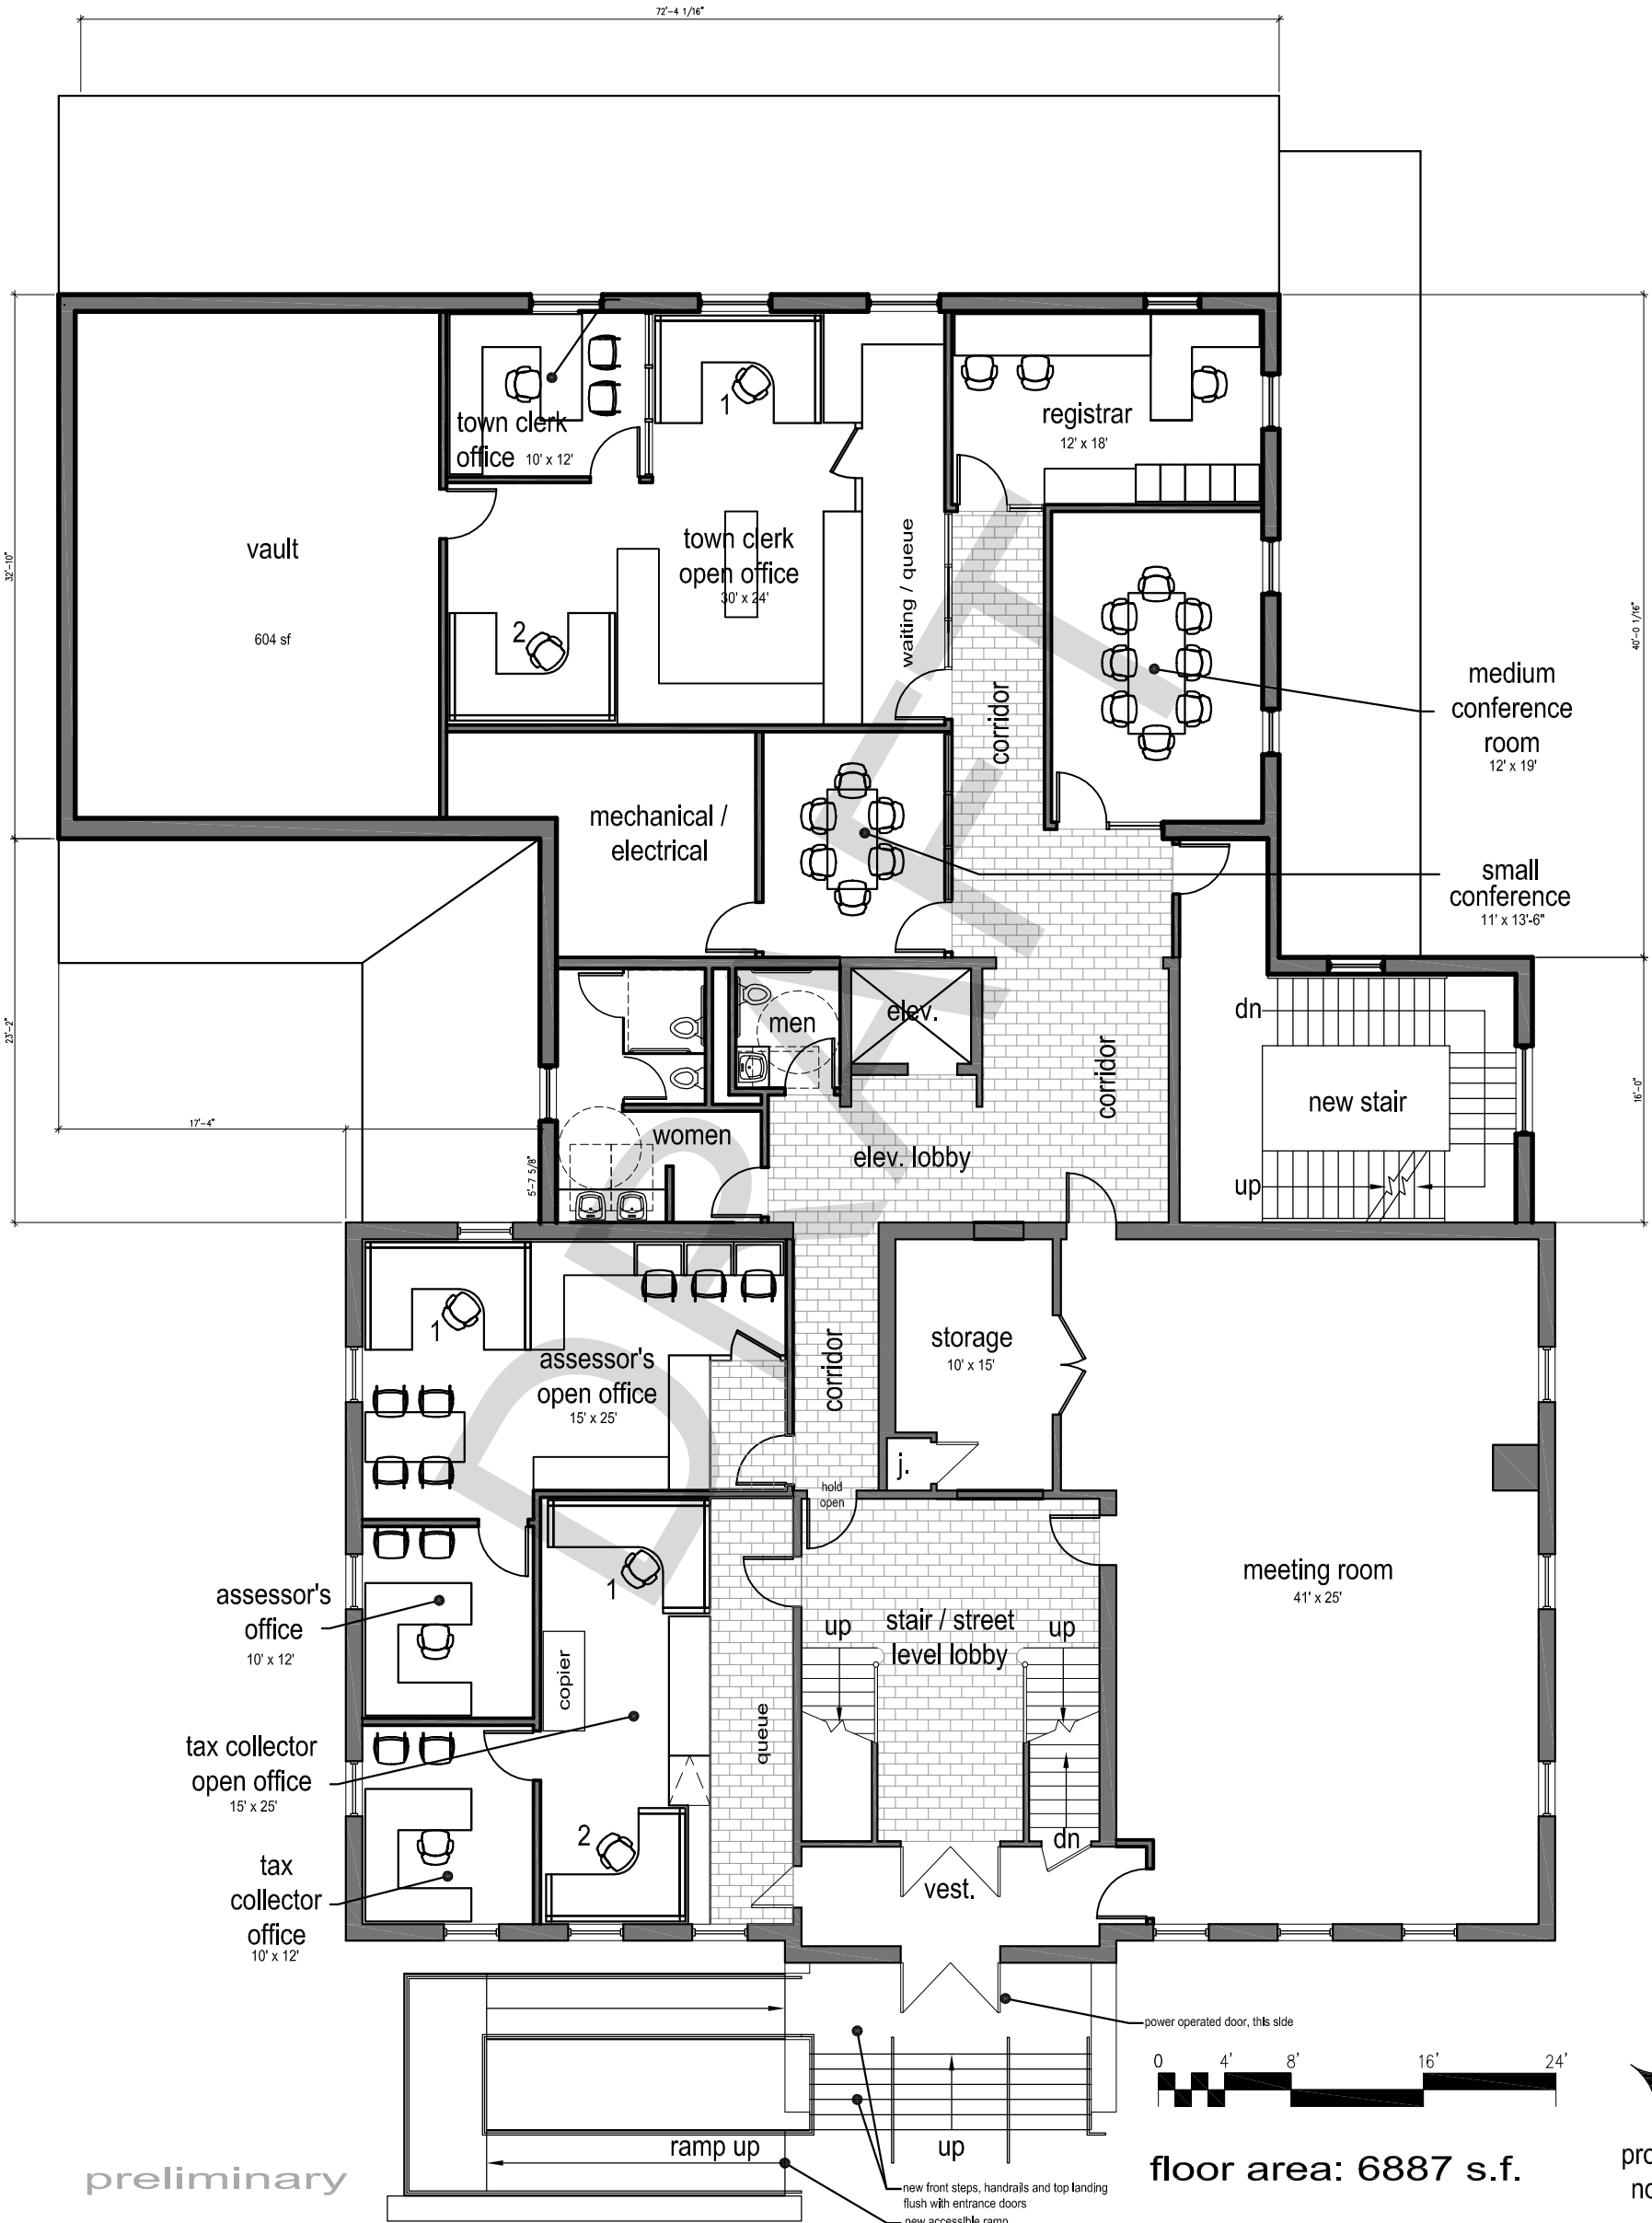 72'-4 1/16"
town clerk
office 10' x 12'
1
registrar
12' x 18'
vault
604 sf
town clerk
open office
30' x 24'
waiting / queue
2
32'-10"
40'-0 1/16"
corridor
medium
conference
room
12' x 19'
mechanical /
electrical
small
conference
11' x 13'-6"
men
elev.
dn
23'-2"
corridor
new stair
16'-0"
17'-4"
women
5'-7 5/8"
elev. lobby
up
1
assessor's
open office
15' x 25'
corridor
storage
10' x 15'
j.
hold
open
meeting room
41' x 25'
assessor's
office
10' x 12'
1
up
stair / street
level lobby
up
copier
queue
tax collector
open office
15' x 25'
2
dn
tax
collector
office
10' x 12'
vest.
power operated door, this side
0 4' 8' 16' 24'
ramp up
up
floor area: 6887 s.f.
preliminary
new front steps, handrails and top landing
flush with entrance doors
new accessible ramp
DRAFT